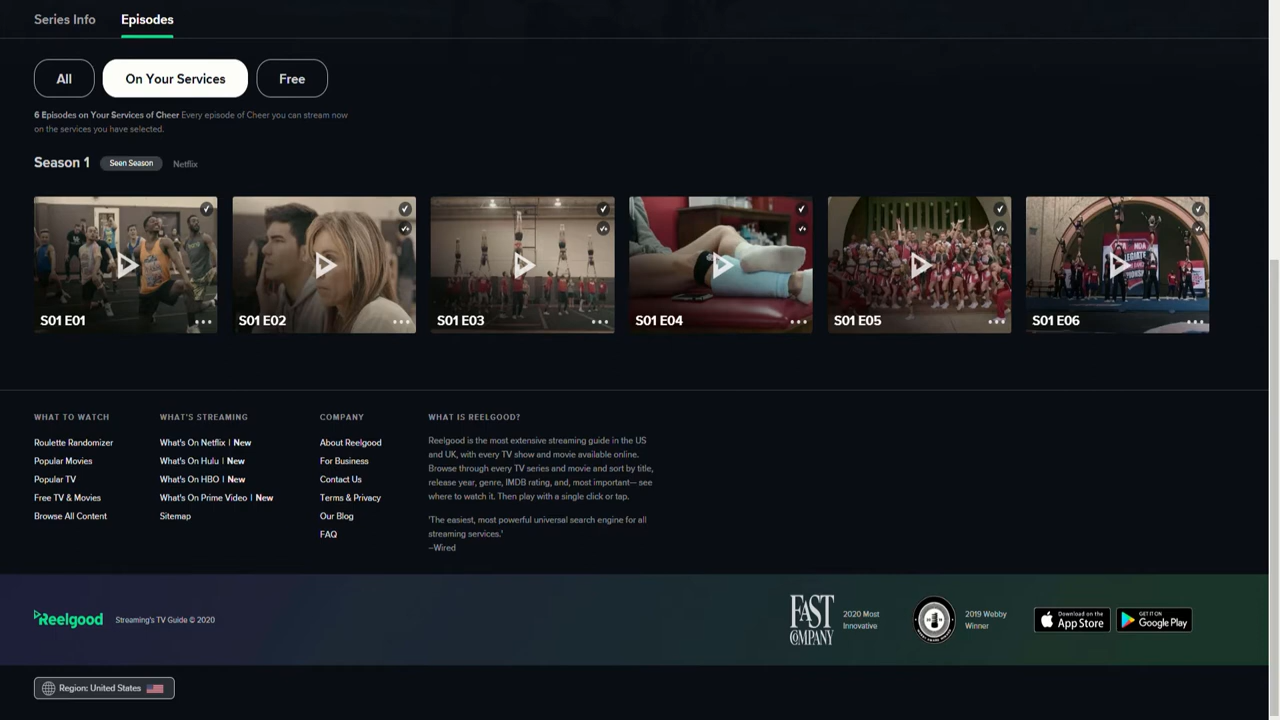 Series Info Episodes
All On Your Services Free
6 Episodes on Your Services of Cheer Every episode of Cheer you can stream now
on the services you have selected.
Season 1 Seen Season Netflix
S01 E01 S01 E02 S01 E03 S01 E04 S01 E05 S01 E06
WHAT TO WATCH
Roulette Randomizer
Popular Movies
Popular TV
Free TV & Movies
Browse All Content
WHAT'S STREAMING
What's On Netflix | New
What's On Hulu | New
What's On HBO | New
What's On Prime Video | New
Sitemap
COMPANY
About Reelgood
For Business
Contact Us
Terms & Privacy
Our Blog
FAQ
WHAT IS REELGOOD?
Reelgood is the most extensive streaming guide in the US
and UK, with every TV show and movie available online.
Browse through every TV series and movie and sort by title,
release year, genre, IMDB rating, and, most important— see
where to watch it. Then play with a single click or tap.
'The easiest, most powerful universal search engine for all
streaming services.'
–Wired
Reelgood Streaming's TV Guide © 2020
FAST
COMPANY
2020 Most
Innovative
2019 Webby
Winner
Download on the
App Store
GET IT ON
Google Play
Region: United States